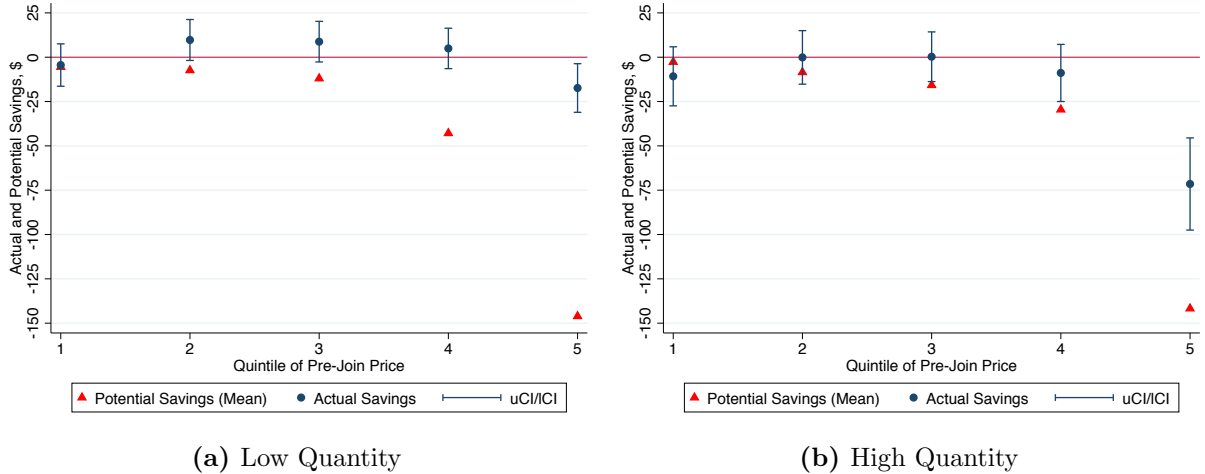 Actual and Potential Savings, $
25
0
-25
-50
-75
-100
-125
-150
1 2 3 4 5
Quintile of Pre-Join Price
Potential Savings (Mean) Actual Savings uCI/lCI
(a) Low Quantity
Actual and Potential Savings, $
25
0
-25
-50
-75
-100
-125
-150
1 2 3 4 5
Quintile of Pre-Join Price
Potential Savings (Mean) Actual Savings uCI/lCI
(b) High Quantity